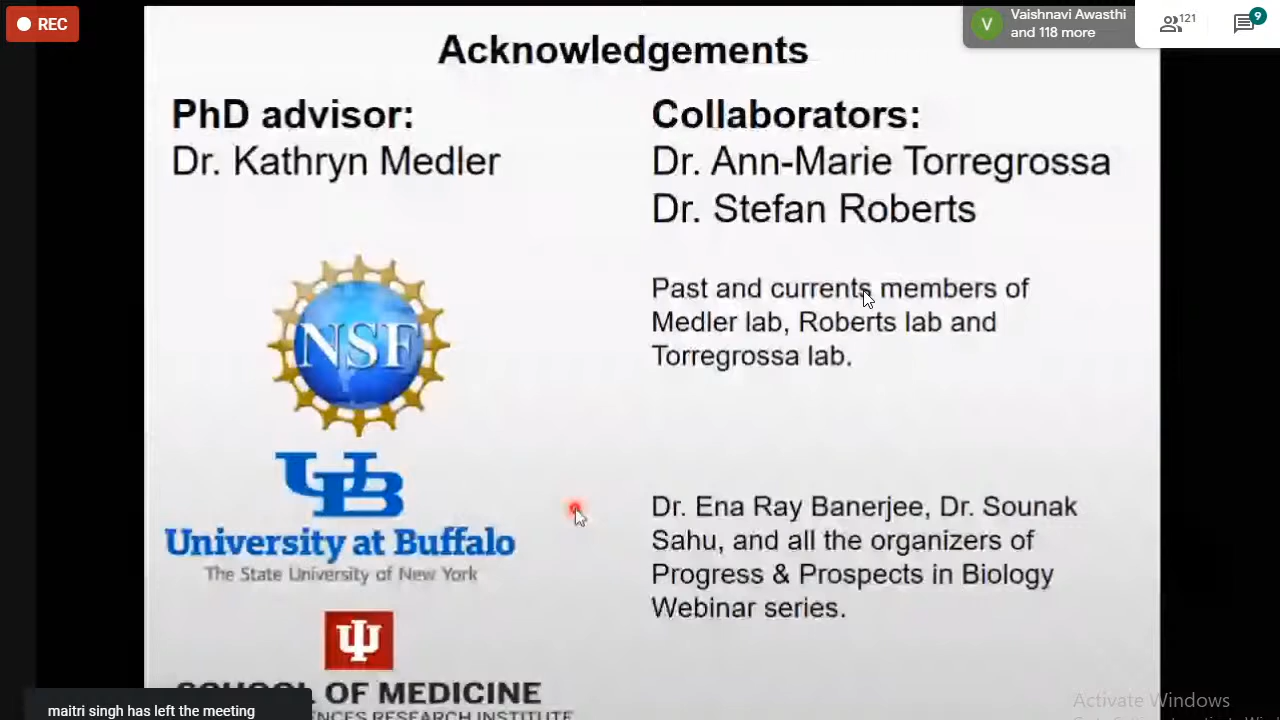 REC
Vaishnavi Awasthi
and 118 more
121
9
V
Acknowledgements
PhD advisor:
Dr. Kathryn Medler
Collaborators:
Dr. Ann-Marie Torregrossa
Dr. Stefan Roberts
Past and currents members of
Medler lab, Roberts lab and
Torregrossa lab.
NSF
UB
University at Buffalo
The State University of New York
Dr. Ena Ray Banerjee, Dr. Sounak
Sahu, and all the organizers of
Progress & Prospects in Biology
Webinar series.
SCHOOL OF MEDICINE
ENCES RESEARCH INSTITUTE
maitri singh has left the meeting
Activate Windows